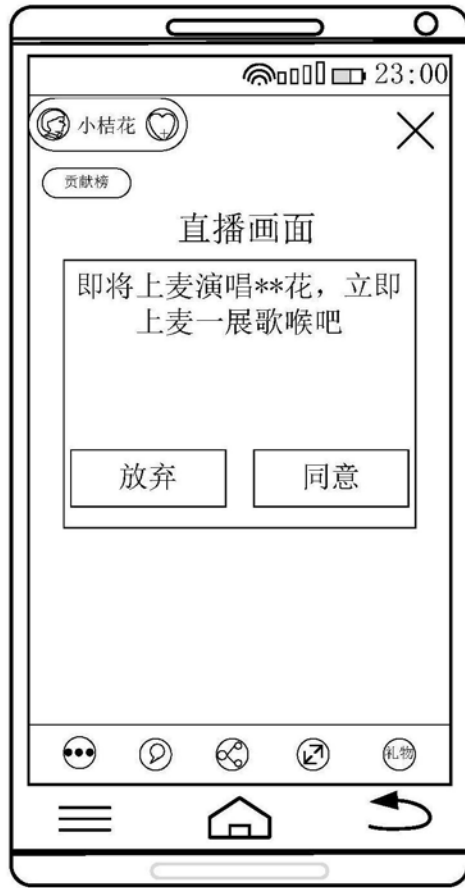 23:00
小桔花
贡献榜
直播画面
即将上麦演唱**花，立即
上麦一展歌喉吧
放弃
同意
礼物